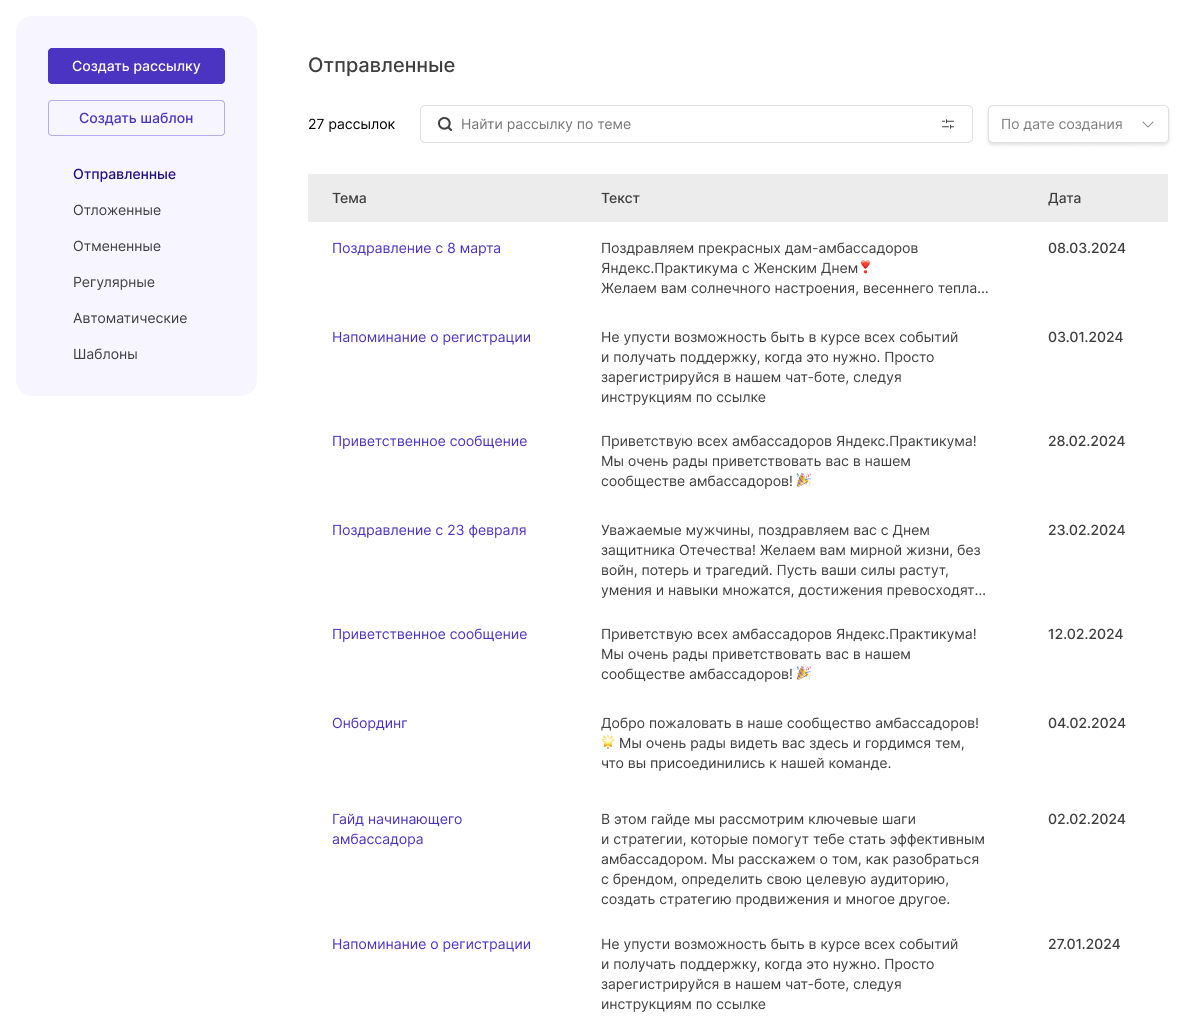 Создать рассылку
Создать шаблон
Отправленные
Отложенные
Отмененные
Регулярные
Автоматические
Шаблоны
Отправленные
27 рассылок
Найти рассылку по теме
По дате создания
Тема Текст Дата
Поздравление с 8 марта
Поздравляем прекрасных дам-амбассадоров
Яндекс.Практикума с Женским Днем❣️
Желаем вам солнечного настроения, весеннего тепла...
08.03.2024
Напоминание о регистрации
Не упусти возможность быть в курсе всех событий
и получать поддержку, когда это нужно. Просто
зарегистрируйся в нашем чат-боте, следуя
инструкциям по ссылке
03.01.2024
Приветственное сообщение
Приветствую всех амбассадоров Яндекс.Практикума!
Мы очень рады приветствовать вас в нашем
сообществе амбассадоров! 🎉
28.02.2024
Поздравление с 23 февраля
Уважаемые мужчины, поздравляем вас с Днем
защитника Отечества! Желаем вам мирной жизни, без
войн, потерь и трагедий. Пусть ваши силы растут,
умения и навыки множатся, достижения превосходят...
23.02.2024
Приветственное сообщение
Приветствую всех амбассадоров Яндекс.Практикума!
Мы очень рады приветствовать вас в нашем
сообществе амбассадоров! 🎉
12.02.2024
Онбординг
Добро пожаловать в наше сообщество амбассадоров!
🌟 Мы очень рады видеть вас здесь и гордимся тем,
что вы присоединились к нашей команде.
04.02.2024
Гайд начинающего
амбассадора
В этом гайде мы рассмотрим ключевые шаги
и стратегии, которые помогут тебе стать эффективным
амбассадором. Мы расскажем о том, как разобраться
с брендом, определить свою целевую аудиторию,
создать стратегию продвижения и многое другое.
02.02.2024
Напоминание о регистрации
Не упусти возможность быть в курсе всех событий
и получать поддержку, когда это нужно. Просто
зарегистрируйся в нашем чат-боте, следуя
инструкциям по ссылке
27.01.2024